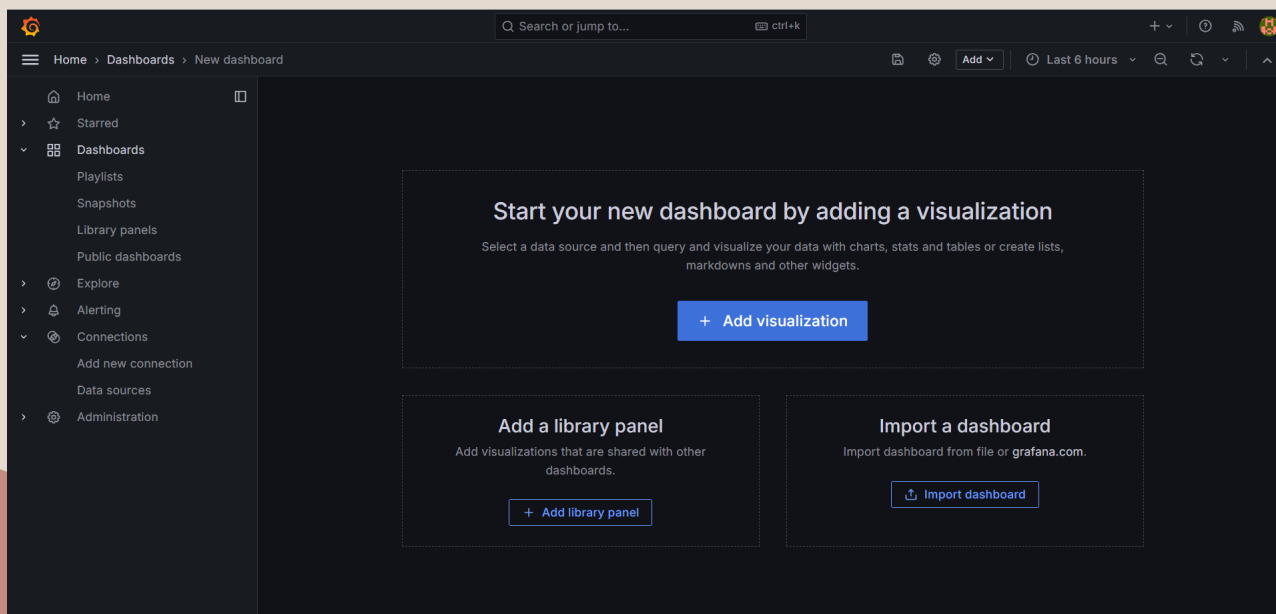 Search or jump to... ctrl+k
Home › Dashboards › New dashboard
Add
Last 6 hours
Home
Starred
Dashboards
Playlists
Snapshots
Library panels
Public dashboards
Explore
Alerting
Connections
Add new connection
Data sources
Administration
Start your new dashboard by adding a visualization
Select a data source and then query and visualize your data with charts, stats and tables or create lists,
markdowns and other widgets.
+ Add visualization
Add a library panel
Add visualizations that are shared with other
dashboards.
+ Add library panel
Import a dashboard
Import dashboard from file or grafana.com.
Import dashboard